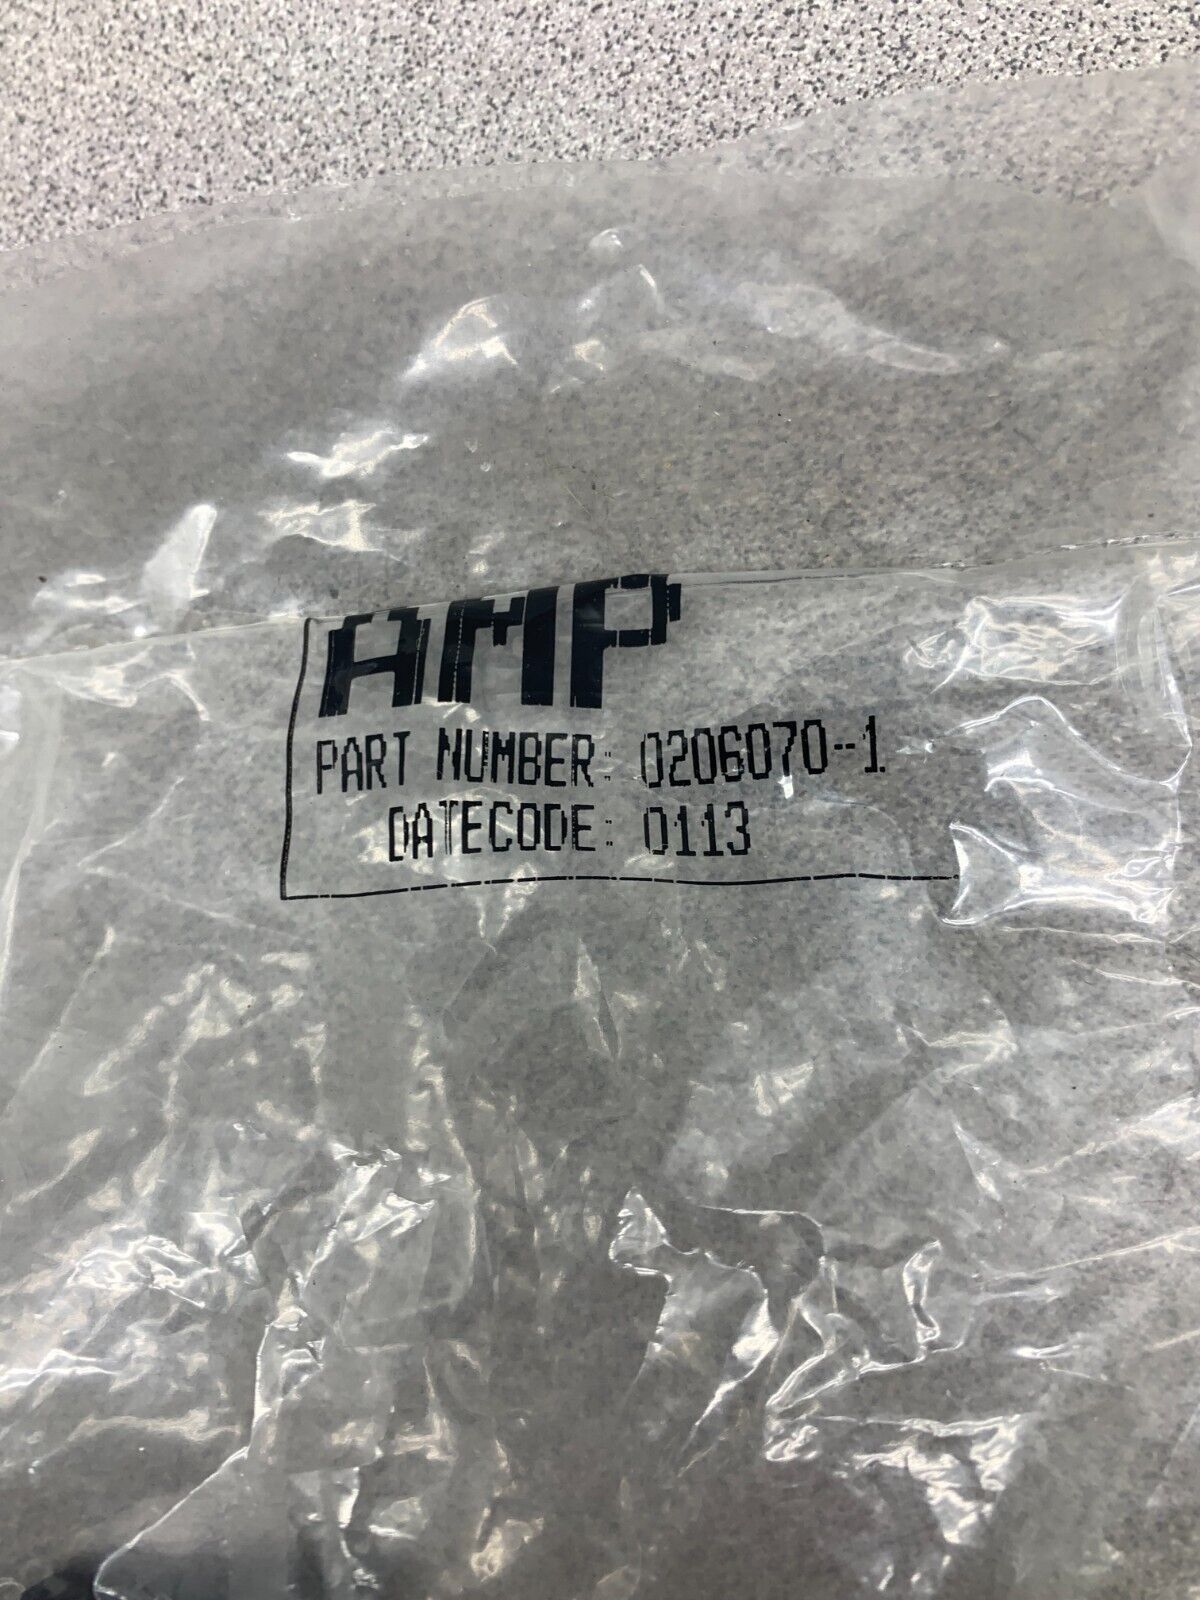 AMP
PART NUMBER: 0206070-1
DATECODE: 0113